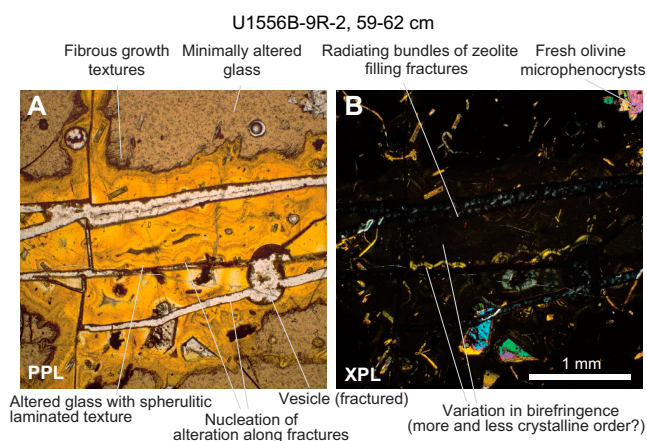 U1556B-9R-2, 59-62 cm
Fibrous growth
textures
Minimally altered
glass
Radiating bundles of zeolite
filling fractures
Fresh olivine
microphenocrysts
A
B
PPL
XPL
1 mm
Altered glass with spherulitic
laminated texture
Nucleation of
alteration along fractures
Vesicle (fractured)
Variation in birefringence
(more and less crystalline order?)